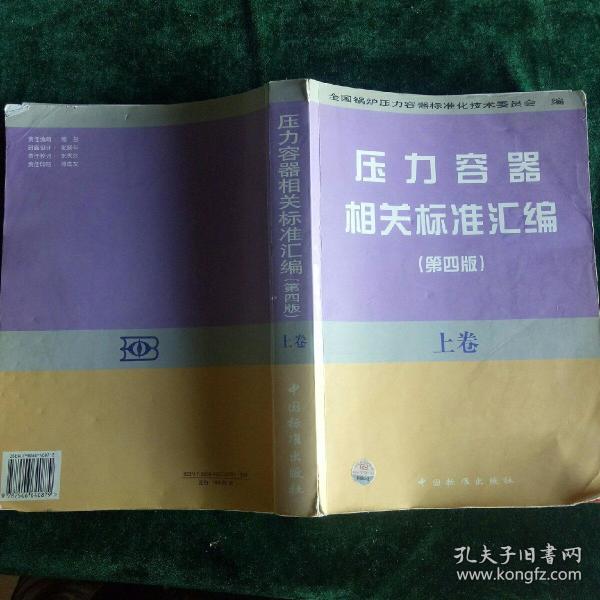 全国锅炉压力容器标准化技术委员会 编
压力容器
相关标准汇编
(第四版)
上卷
中国标准出版社
压力容器相关标准汇编(第四版)
上卷
中国标准出版社
孔夫子旧书网
www.kongfz.com